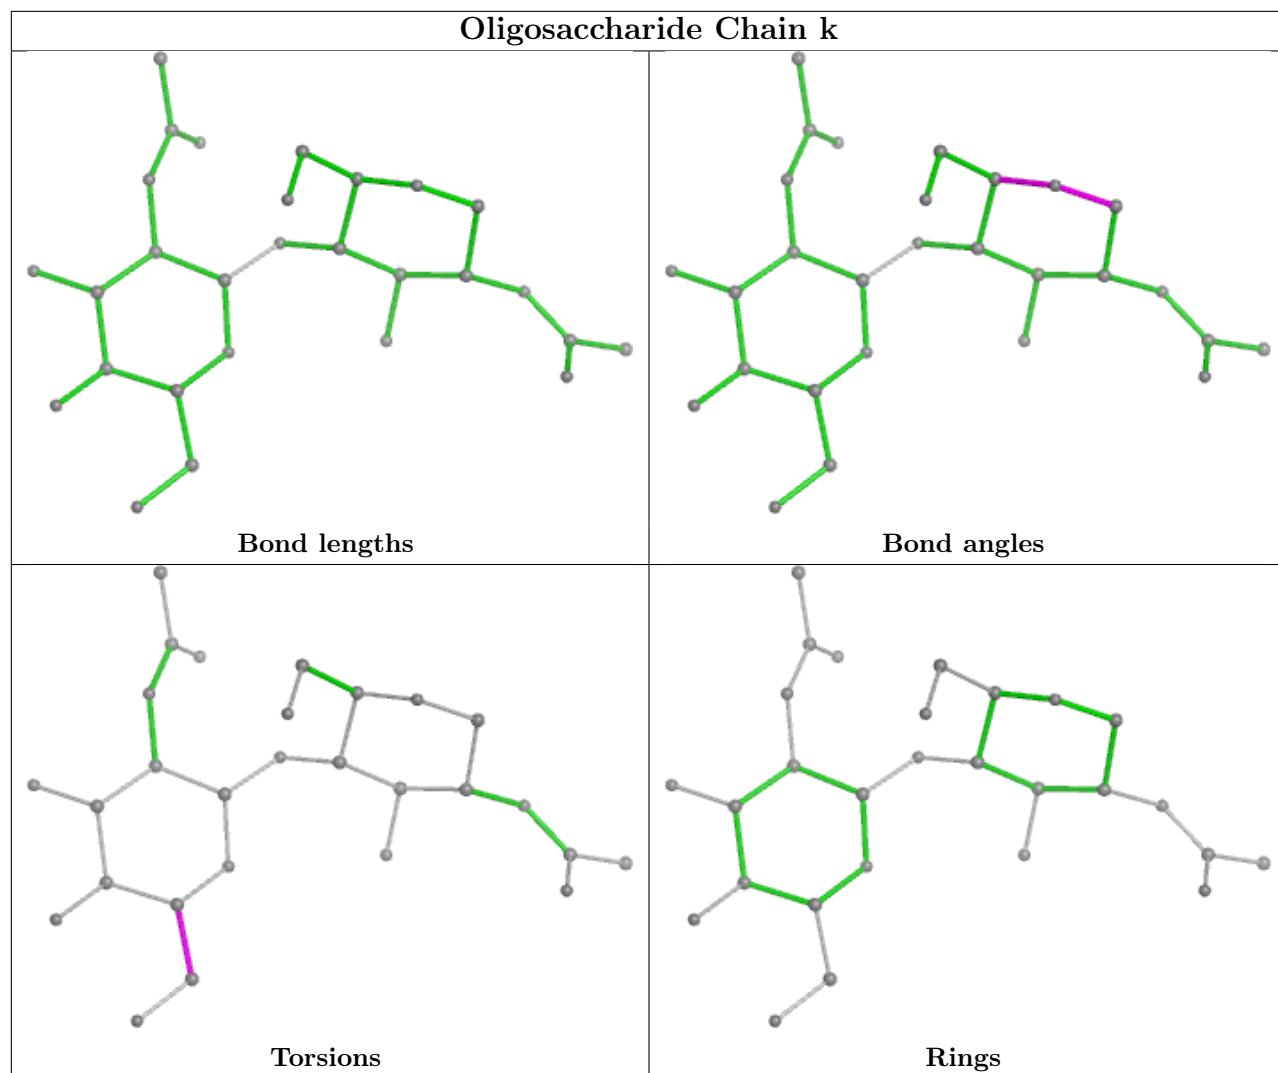 Oligosaccharide Chain k
Bond lengths
Bond angles
Torsions
Rings